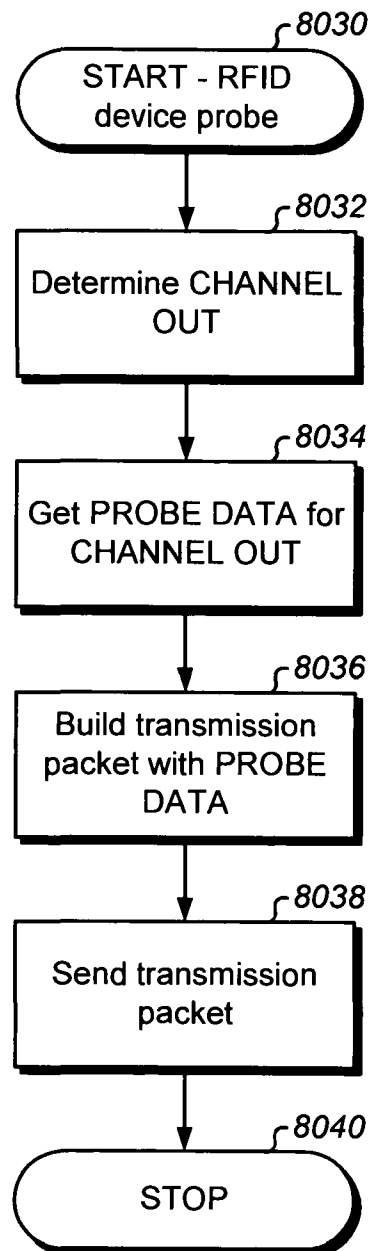 8030
START - RFID
device probe
8032
Determine CHANNEL
OUT
8034
Get PROBE DATA for
CHANNEL OUT
8036
Build transmission
packet with PROBE
DATA
8038
Send transmission
packet
8040
STOP